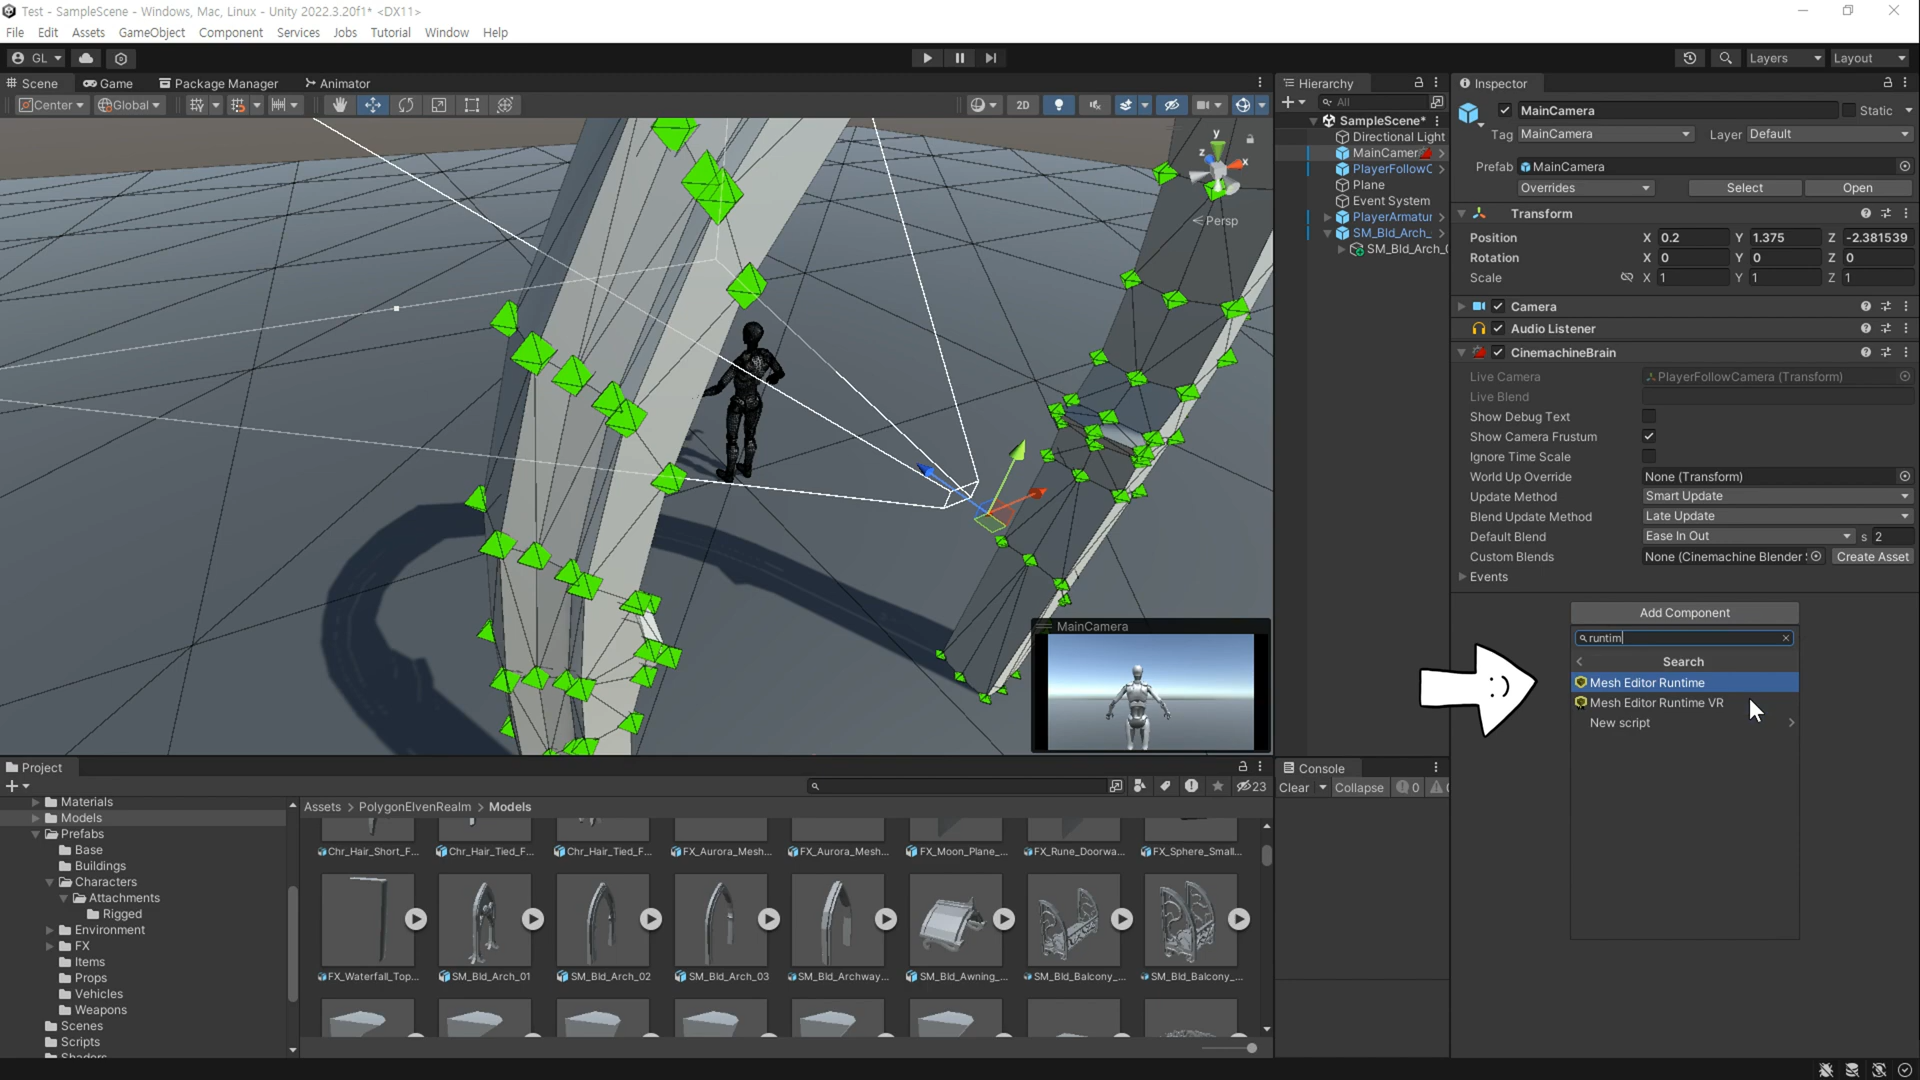 Test - SampleScene - Windows, Mac, Linux - Unity 2022.3.20f1* <DX11>
File Edit Assets GameObject Component Services Jobs Tutorial Window Help
GL
Layers
Layout
Scene
Game
Package Manager
Animator
Center
Global
2D
y
z
x
Persp
MainCamera
Hierarchy
All
SampleScene*
Directional Light
MainCamer
PlayerFollowC
Plane
Event System
PlayerArmatur
SM_Bld_Arch_
SM_Bld_Arch_0
Inspector
MainCamera
Static
Tag MainCamera
Layer Default
Prefab MainCamera
Overrides
Select
Open
Transform
Position X 0.2 Y 1.375 Z -2.381539
Rotation X 0 Y 0 Z 0
Scale X 1 Y 1 Z 1
Camera
Audio Listener
CinemachineBrain
Live Camera PlayerFollowCamera (Transform)
Live Blend
Show Debug Text
Show Camera Frustum
Ignore Time Scale
World Up Override None (Transform)
Update Method Smart Update
Blend Update Method Late Update
Default Blend Ease In Out s 2
Custom Blends None (Cinemachine Blender Create Asset
Events
Add Component
runtim
Search
Mesh Editor Runtime
Mesh Editor Runtime VR
New script
Project
23
Materials
Models
Prefabs
Base
Buildings
Characters
Attachments
Rigged
Environment
FX
Items
Props
Vehicles
Weapons
Scenes
Scripts
Shaders
Assets > PolygonElvenRealm > Models
Chr_Hair_Short_F... Chr_Hair_Tied_F... Chr_Hair_Tied_F... FX_Aurora_Mesh... FX_Aurora_Mesh... FX_Moon_Plane_... FX_Rune_Doorwa... FX_Sphere_Small...
FX_Waterfall_Top... SM_Bld_Arch_01 SM_Bld_Arch_02 SM_Bld_Arch_03 SM_Bld_Archway... SM_Bld_Awning_... SM_Bld_Balcony_... SM_Bld_Balcony_...
Console
Clear Collapse 0